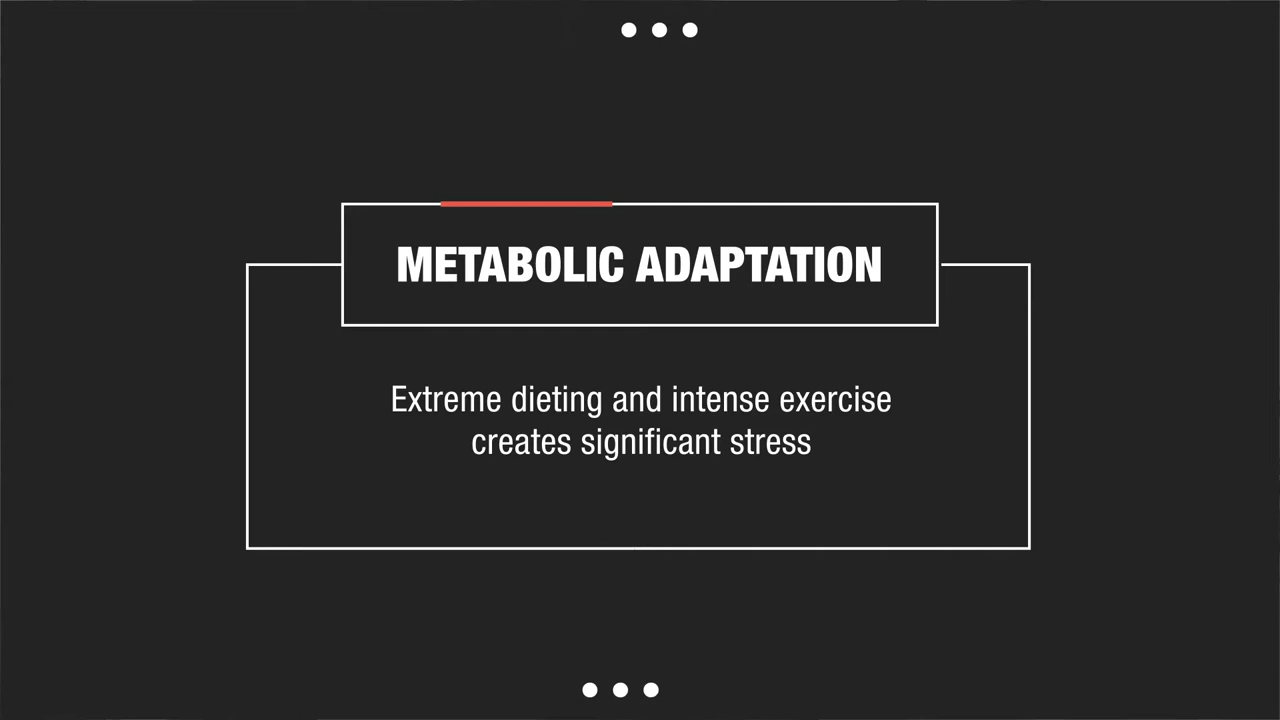 METABOLIC ADAPTATION
Extreme dieting and intense exercise
creates significant stress